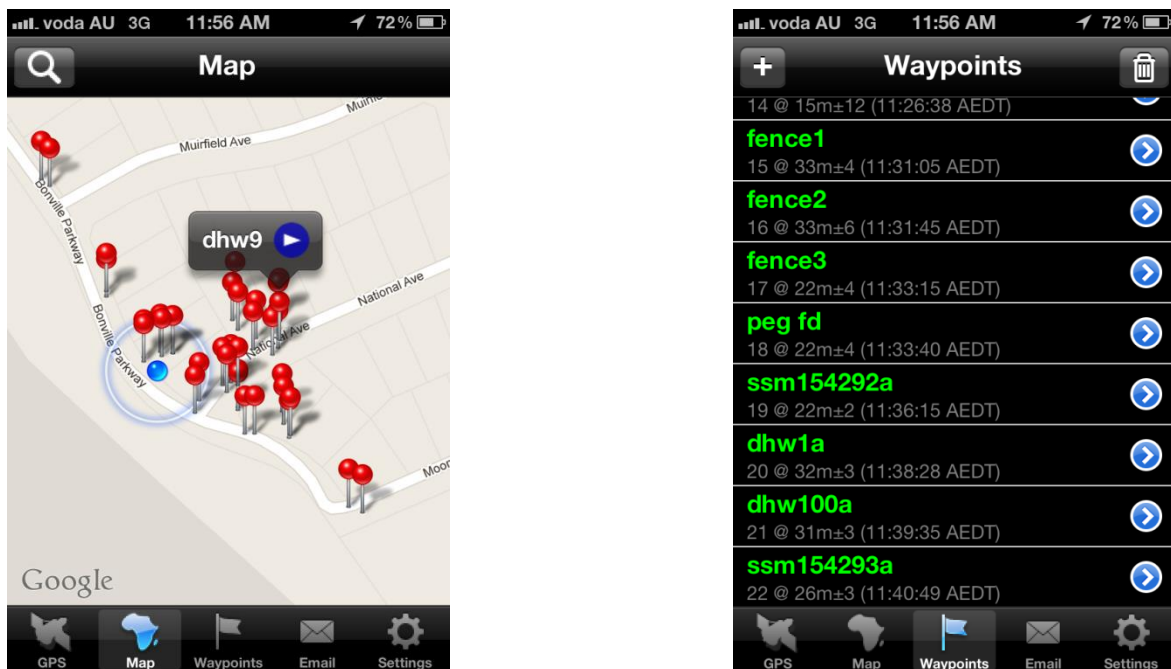 voda AU 3G 11:56 AM 72%
Map
Muirfield Ave
Bonville Parkway
dhw9
National Ave
Bonville Parkway
National Ave
Google
GPS Map Waypoints Email Settings
voda AU 3G 11:56 AM 72%
+ Waypoints
14 @ 15m±12 (11:26:38 AEDT)
fence1
15 @ 33m±4 (11:31:05 AEDT)
fence2
16 @ 33m±6 (11:31:45 AEDT)
fence3
17 @ 22m±4 (11:33:15 AEDT)
peg fd
18 @ 22m±4 (11:33:40 AEDT)
ssm154292a
19 @ 22m±2 (11:36:15 AEDT)
dhw1a
20 @ 32m±3 (11:38:28 AEDT)
dhw100a
21 @ 31m±3 (11:39:35 AEDT)
ssm154293a
22 @ 26m±3 (11:40:49 AEDT)
GPS Map Waypoints Email Settings